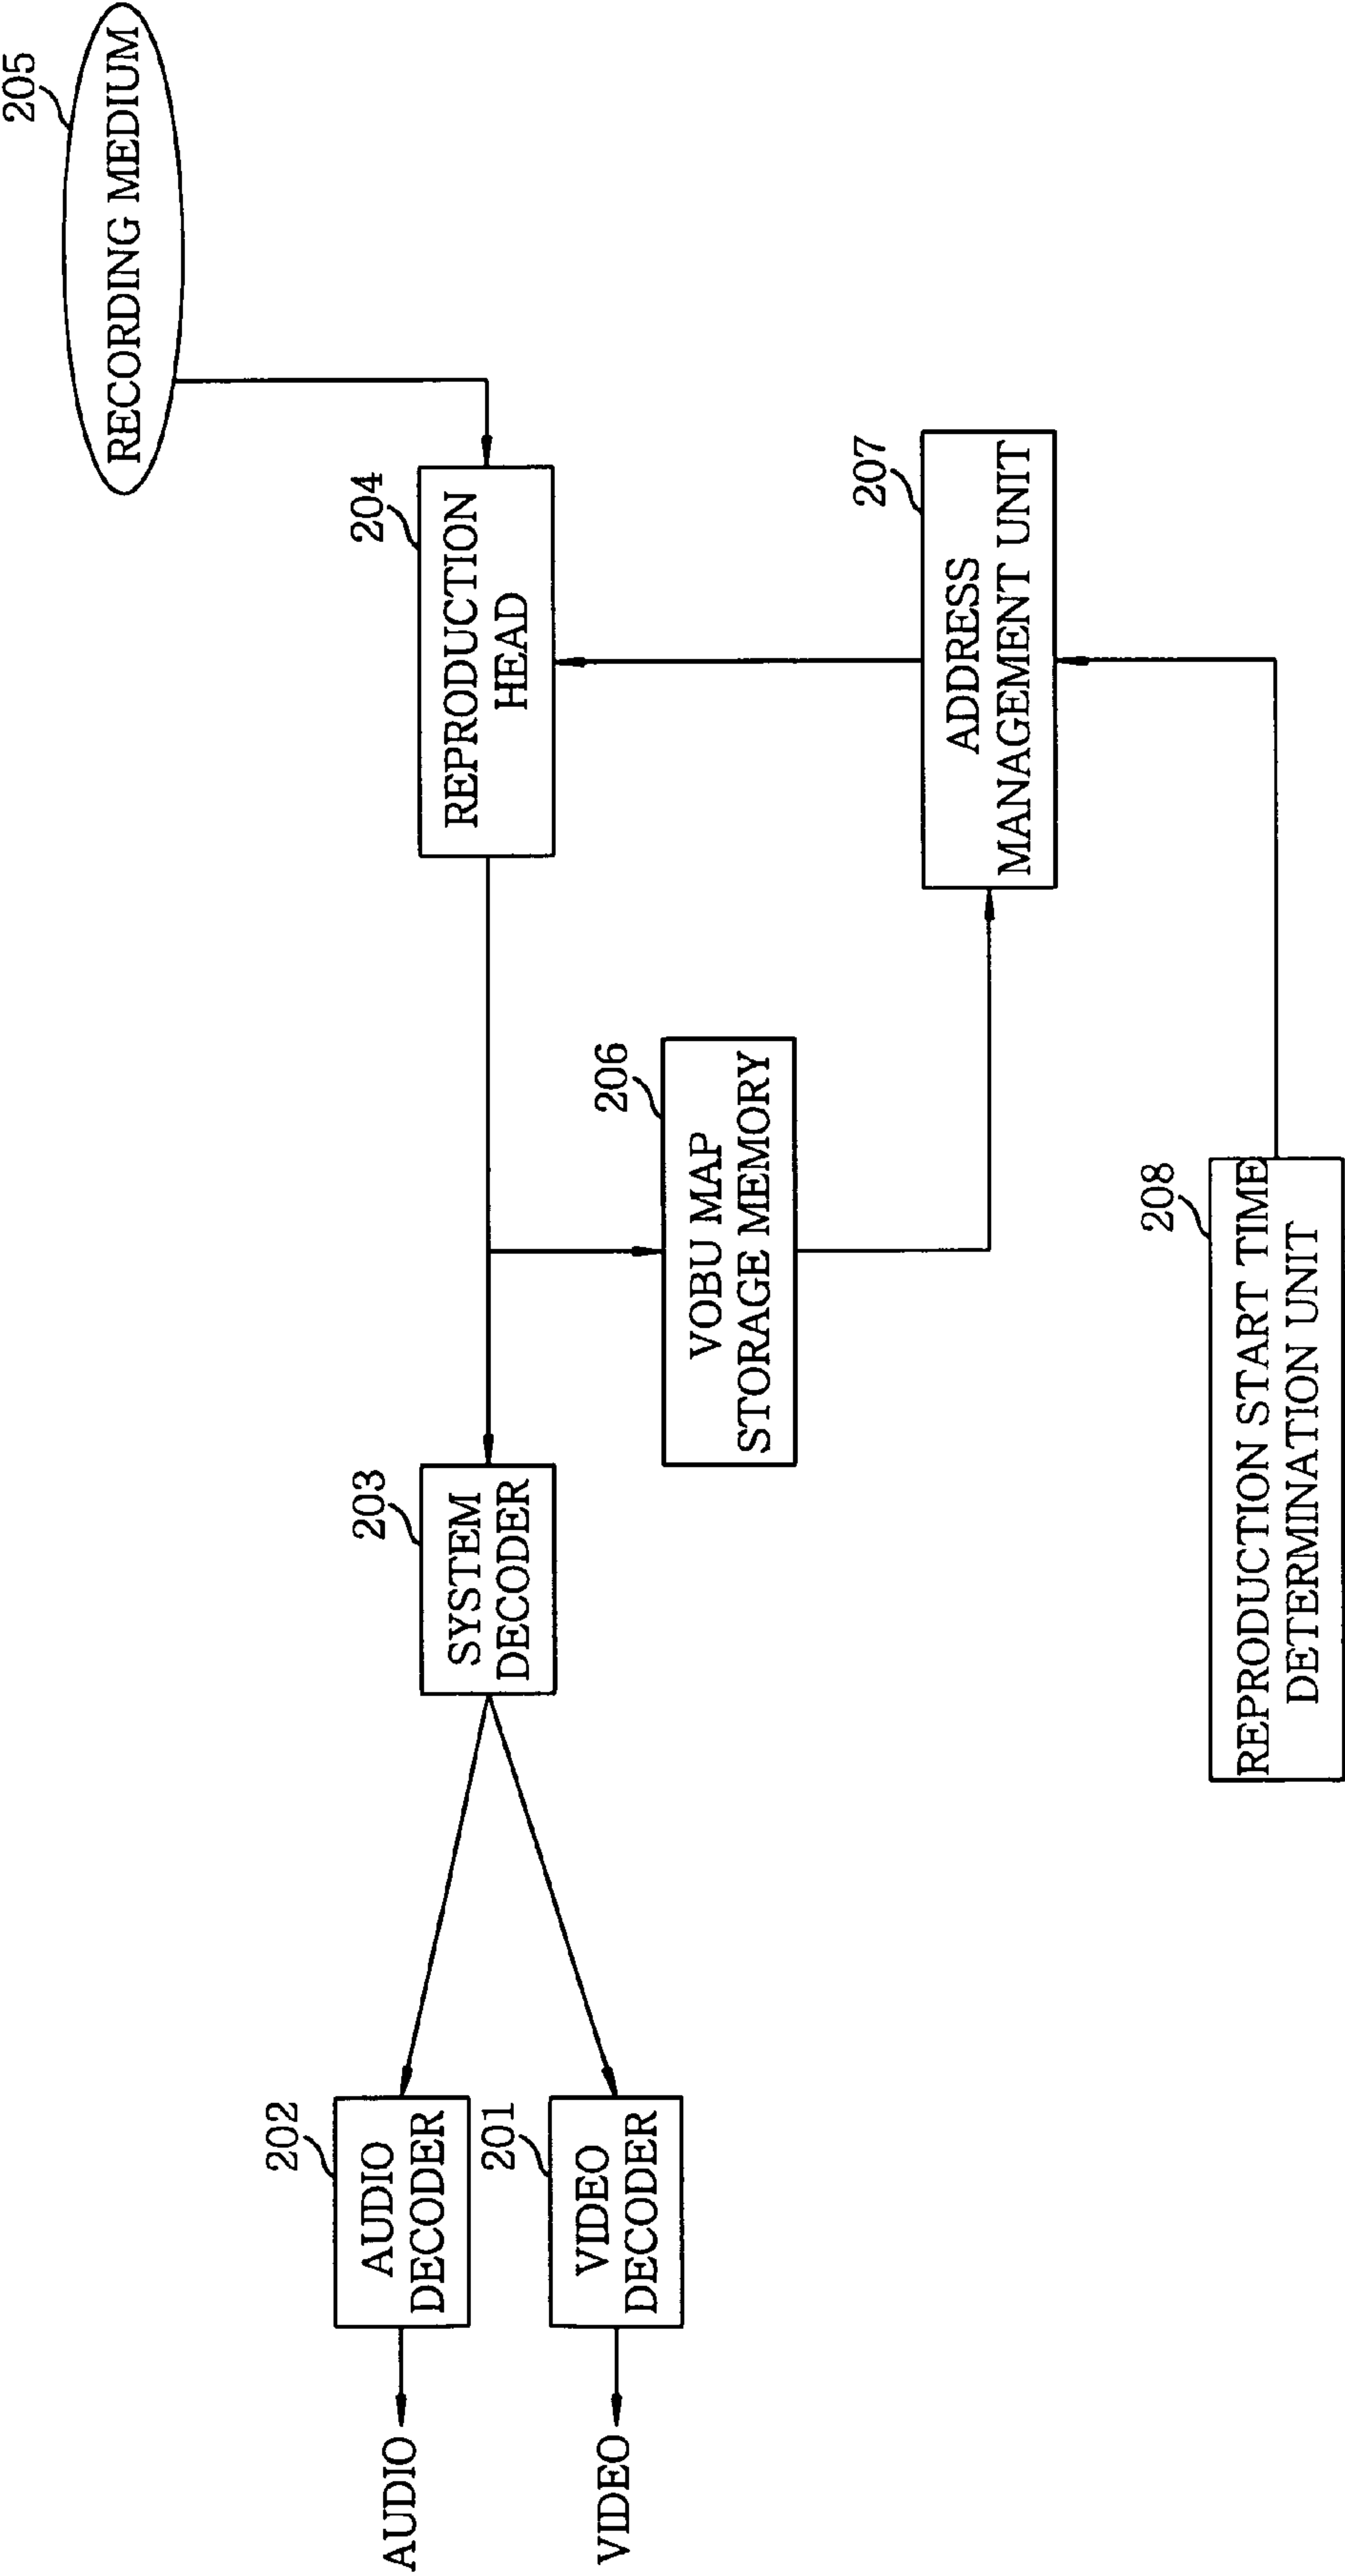 AUDIO
202
AUDIO
DECODER
203
SYSTEM
DECODER
204
REPRODUCTION
HEAD
205
RECORDING MEDIUM
VIDEO
201
VIDEO
DECODER
206
VOBU MAP
STORAGE MEMORY
207
ADDRESS
MANAGEMENT UNIT
208
REPRODUCTION START TIME
DETERMINATION UNIT